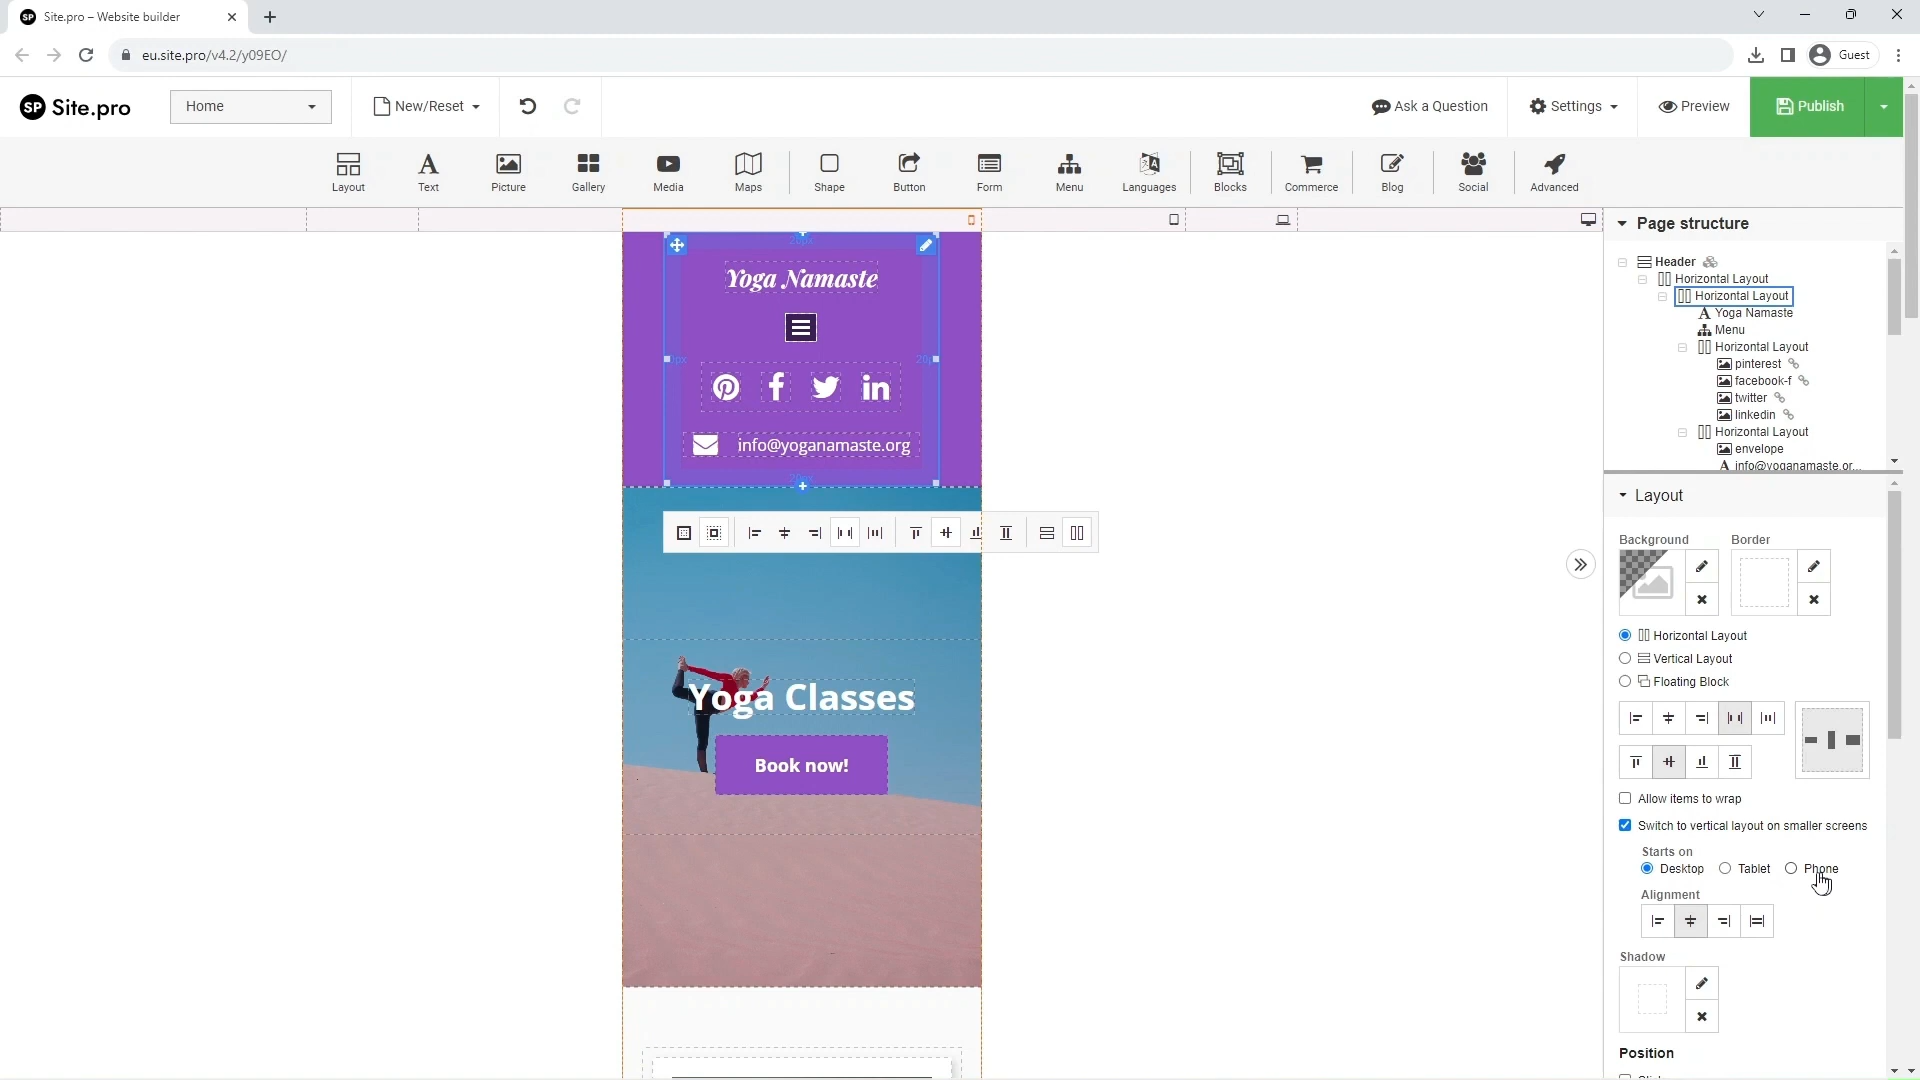 Site.pro – Website builder
eu.site.pro/v4.2/y09EO/
Guest
SP Site.pro
Home
New/Reset
Ask a Question
Settings
Preview
Publish
Layout
Text
Picture
Gallery
Media
Maps
Shape
Button
Form
Menu
Languages
Blocks
Commerce
Blog
Social
Advanced
Page structure
Header
Horizontal Layout
Horizontal Layout
Yoga Namaste
Menu
Horizontal Layout
pinterest
facebook-f
twitter
linkedin
Horizontal Layout
envelope
info@yoganamaste.or...
Yoga Namaste
info@yoganamaste.org
Yoga Classes
Book now!
Layout
Background
Border
Horizontal Layout
Vertical Layout
Floating Block
Allow items to wrap
Switch to vertical layout on smaller screens
Starts on
Desktop Tablet Phone
Alignment
Shadow
Position